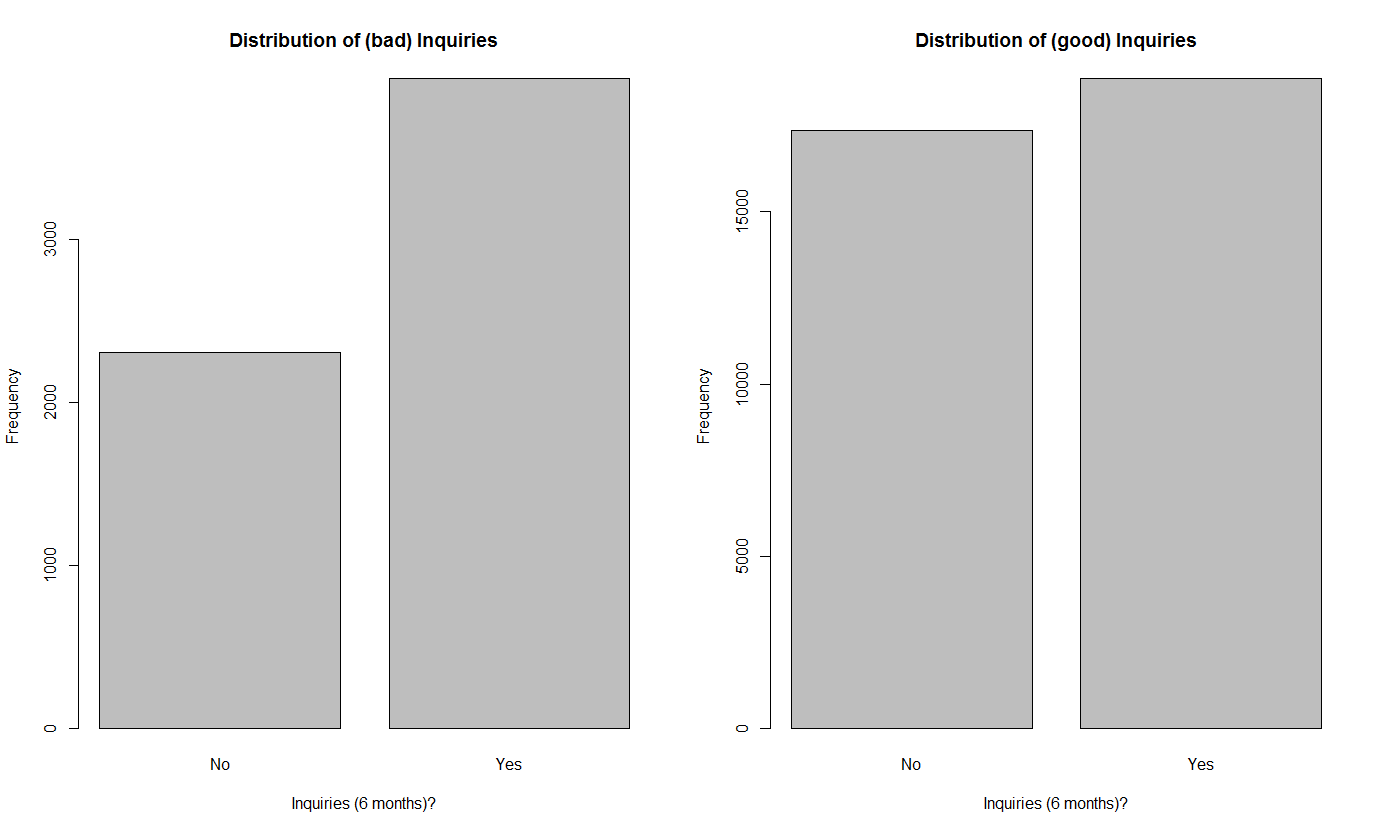 Distribution of (bad) Inquiries
Frequency
3000
2000
1000
0
No Yes
Inquiries (6 months)?
Distribution of (good) Inquiries
Frequency
15000
10000
5000
0
No Yes
Inquiries (6 months)?